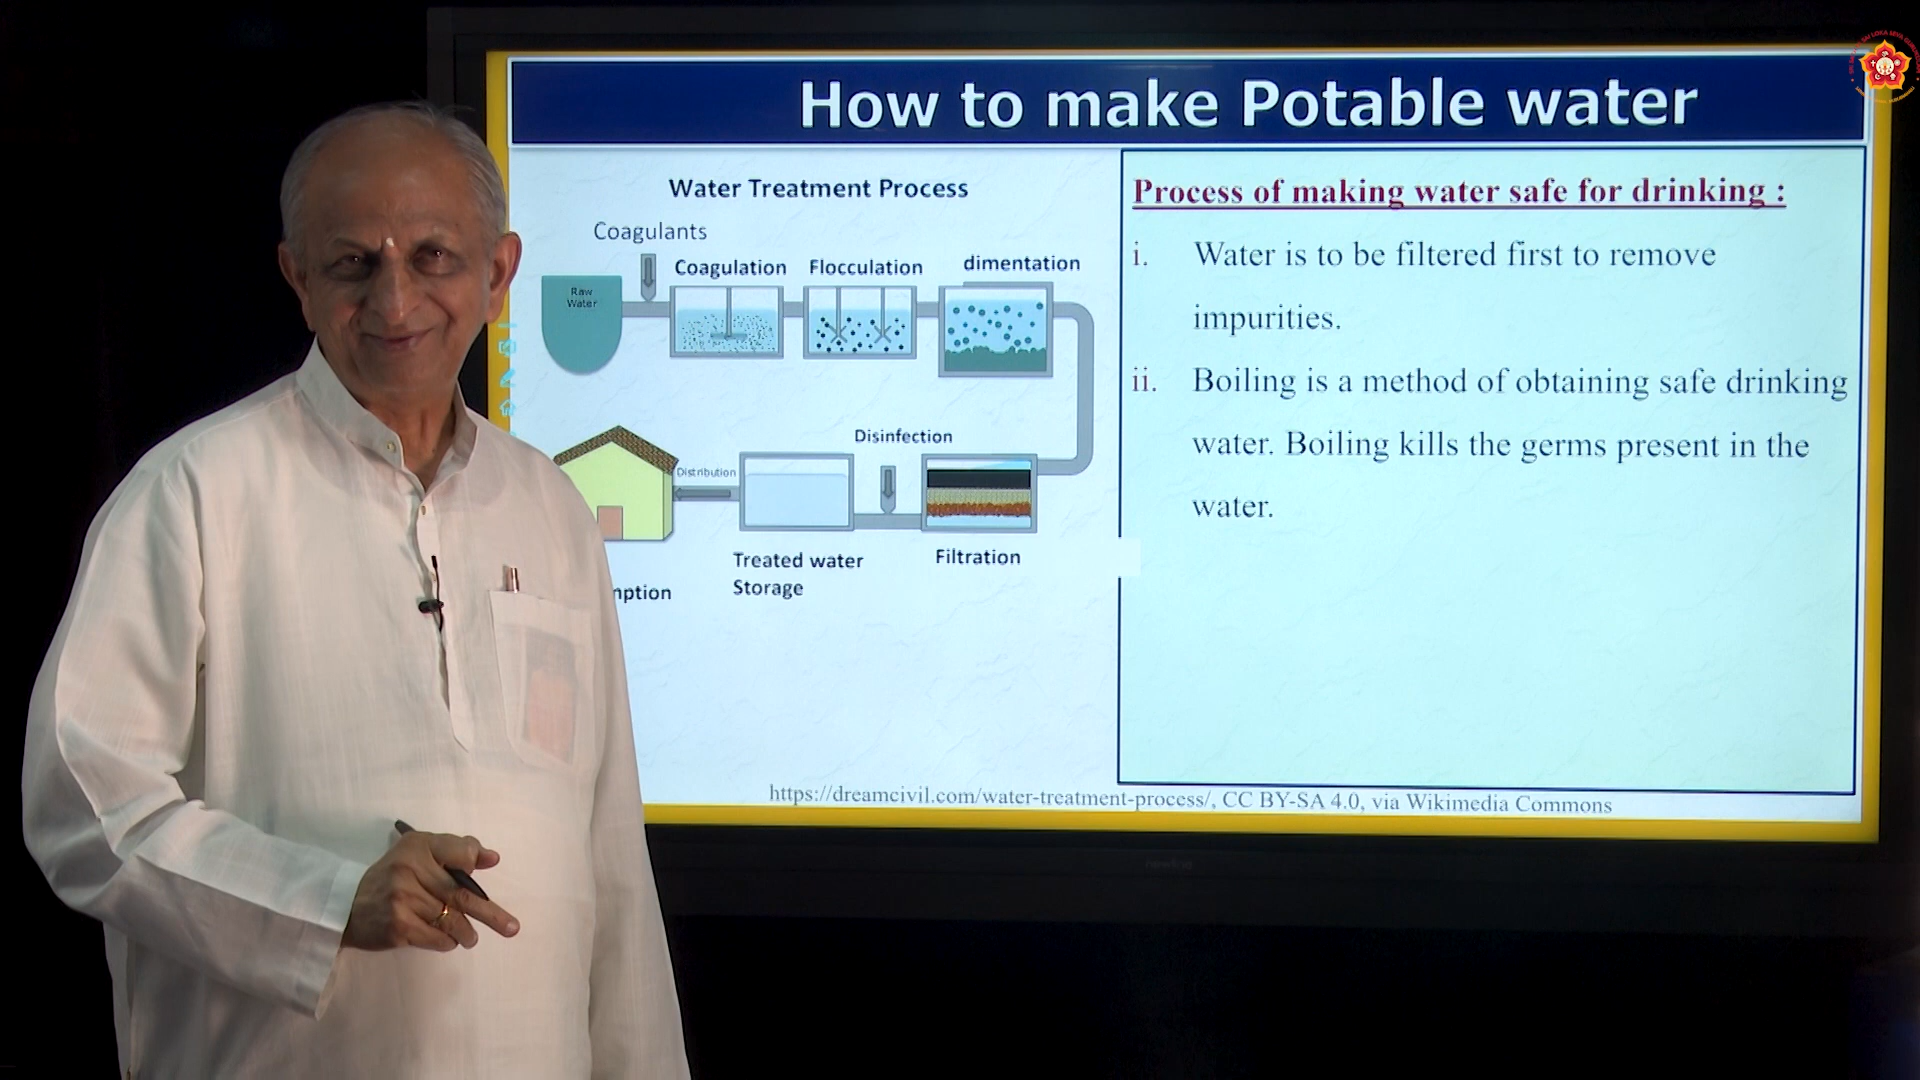 How to make Potable water
Water Treatment Process
Coagulants
Coagulation
Flocculation
dimentation
Raw
Water
Disinfection
Distribution
Treated water
Storage
Filtration
mption
Process of making water safe for drinking :
i. Water is to be filtered first to remove
impurities.
ii. Boiling is a method of obtaining safe drinking
water. Boiling kills the germs present in the
water.
https://dreamcivil.com/water-treatment-process/, CC BY-SA 4.0, via Wikimedia Commons